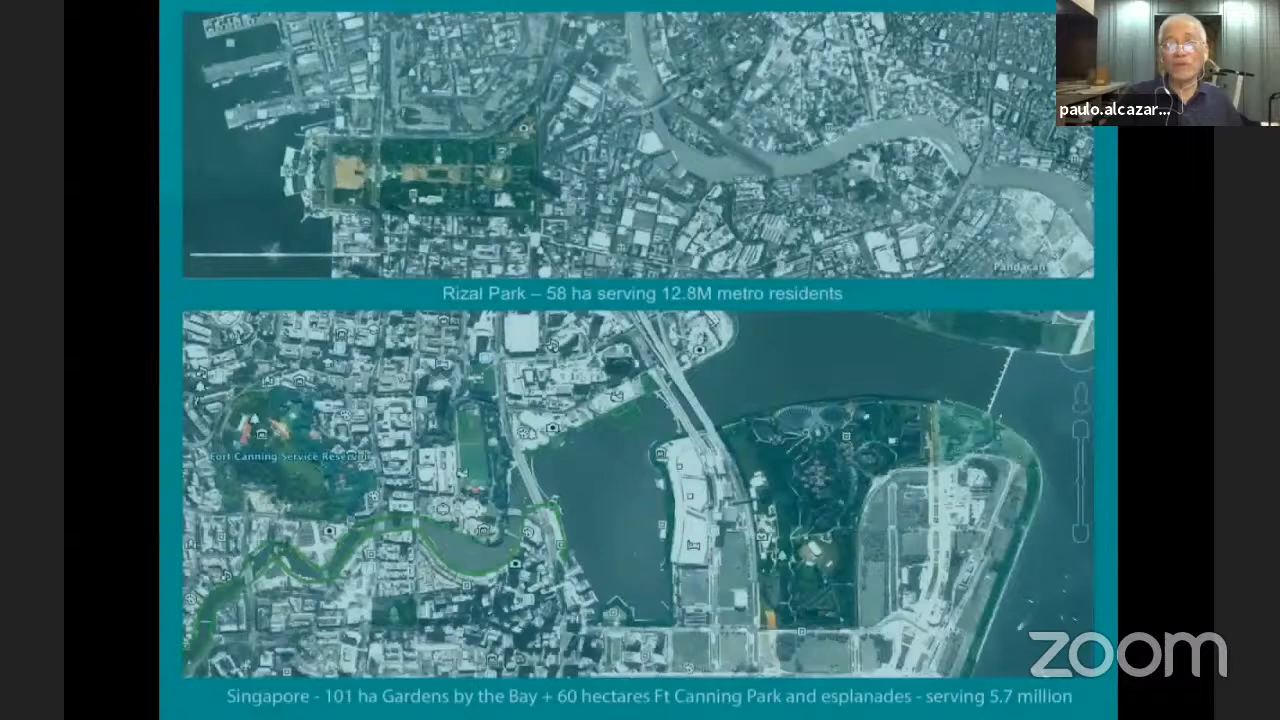 paulo.alcazar...
Pandacan
Rizal Park – 58 ha serving 12.8M metro residents
Fort Canning Service Reservoir
zoom
Singapore - 101 ha Gardens by the Bay + 60 hectares Ft Canning Park and esplanades - serving 5.7 million